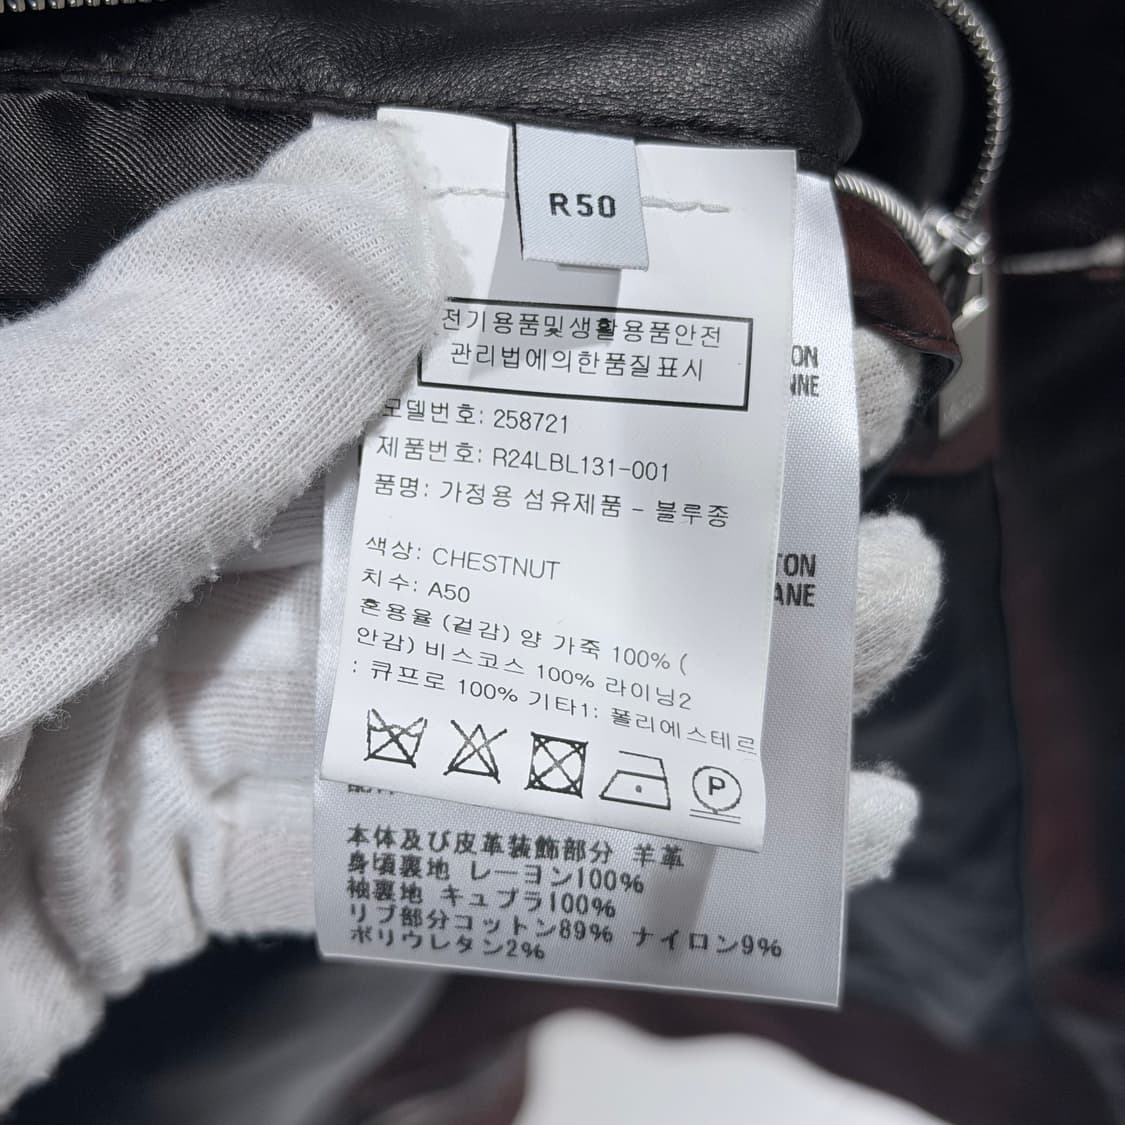 R50
전기용품및생활용품안전
관리법에의한품질표시
모델번호: 258721
제품번호: R24LBL131-001
품명: 가정용 섬유제품 - 블루종
색상: CHESTNUT
치수: A50
혼용율 (겉감) 양 가죽 100% (
안감) 비스코스 100% 라이닝2
: 큐프로 100% 기타1: 폴리에스테르
P
本体及び皮革装飾部分 羊革
身頃裏地 レーヨン100%
袖裏地 キュプラ100%
リブ部分コットン89% ナイロン9%
ポリウレタン2%